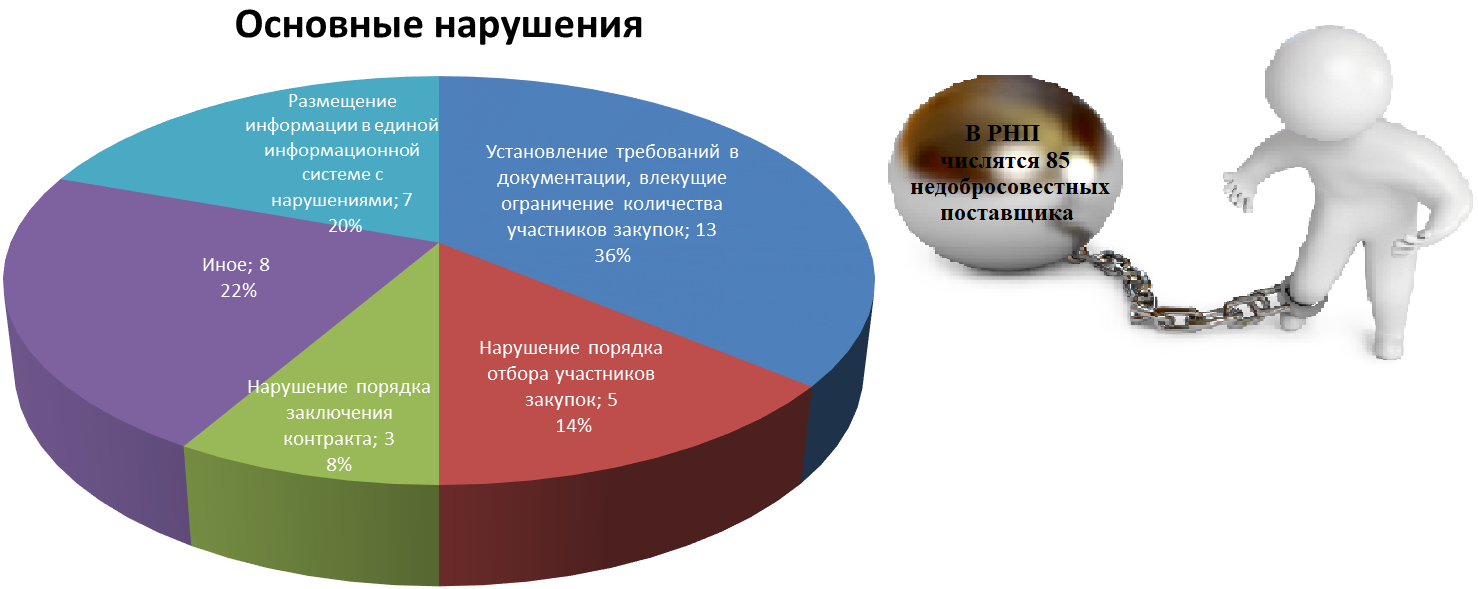 Основные нарушения
Размещение
информации в единой
информационной
системе с
нарушениями; 7
20%
Установление требований в
документации, влекущие
ограничение количества
участников закупок; 13
36%
Иное; 8
22%
Нарушение порядка
отбора участников
закупок; 5
14%
Нарушение порядка
заключения
контракта; 3
8%
В РНП
числятся 85
недобросовестных
поставщика